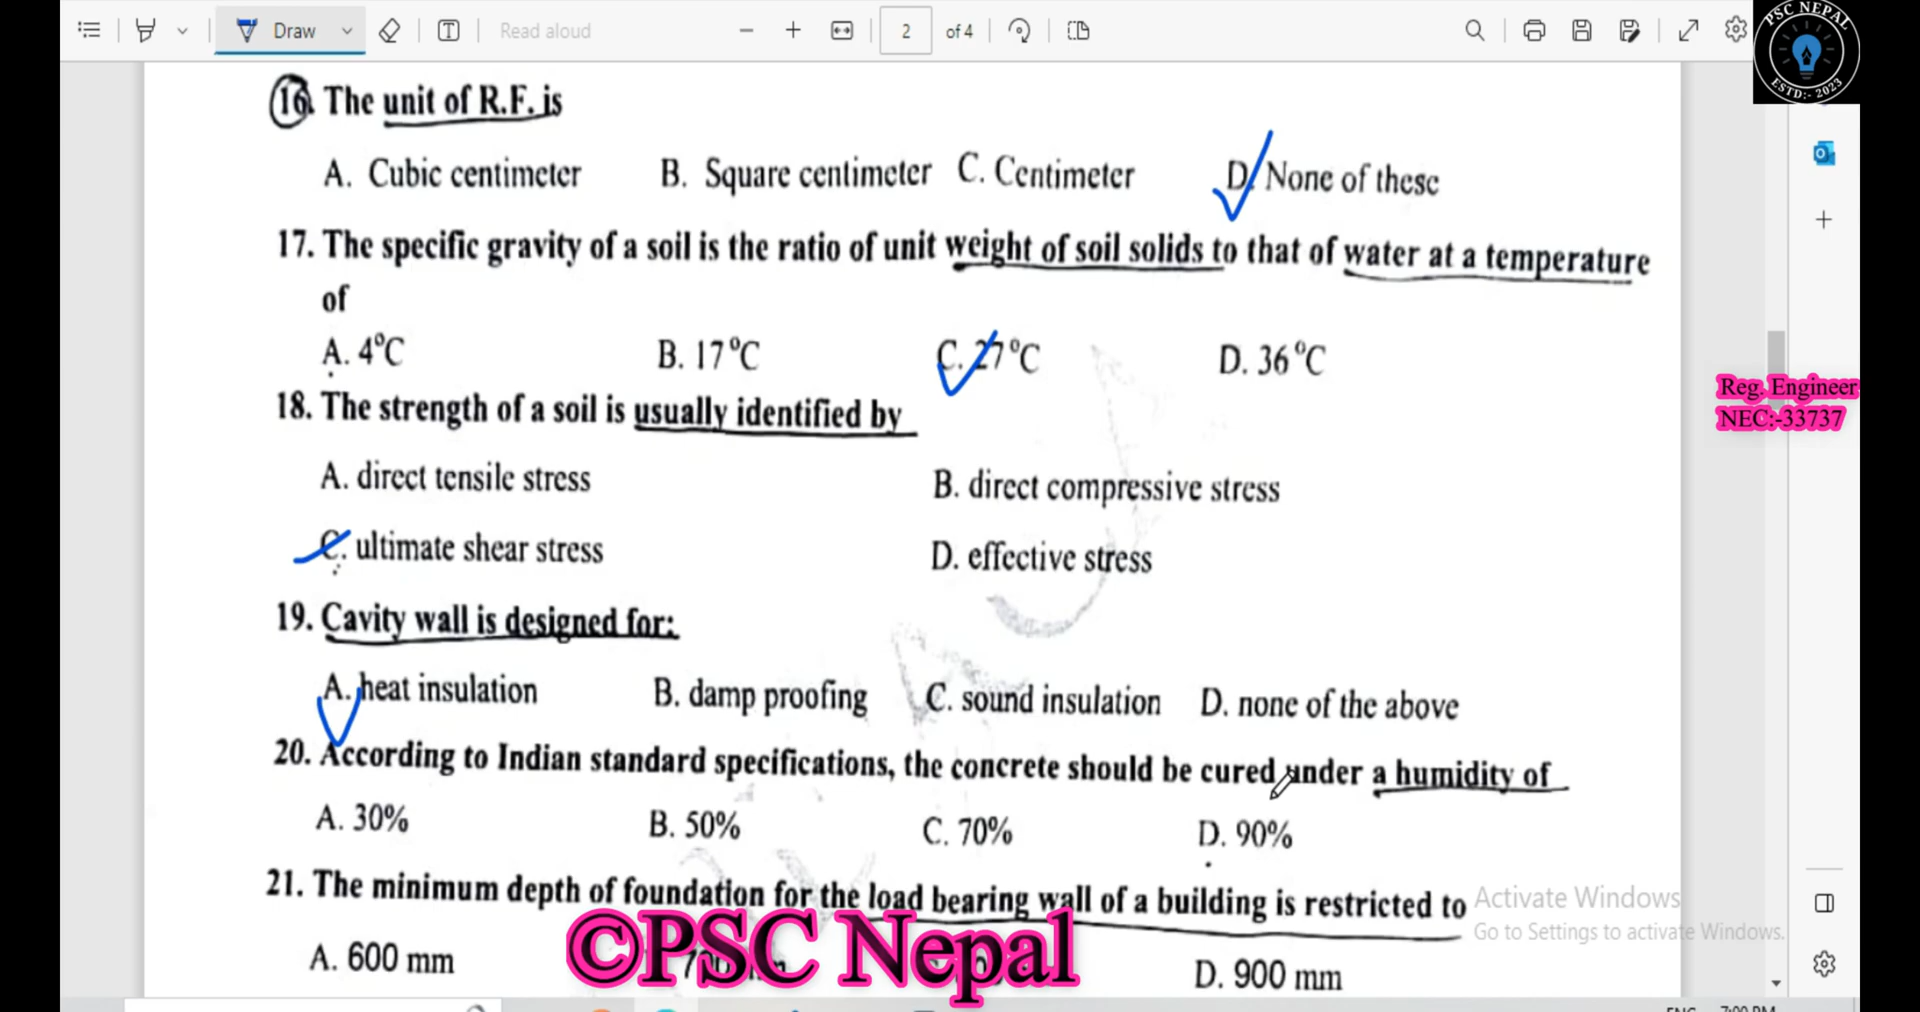 Draw
Read aloud
2 of 4
PSC NEPAL
ESTD:- 2023
16. The unit of R.F. is
A. Cubic centimeter B. Square centimeter C. Centimeter D. None of these
17. The specific gravity of a soil is the ratio of unit weight of soil solids to that of water at a temperature
of
A. 4°C B. 17°C C. 27°C D. 36°C
Reg. Engineer
NEC:-33737
18. The strength of a soil is usually identified by
A. direct tensile stress B. direct compressive stress
C. ultimate shear stress D. effective stress
19. Cavity wall is designed for:
A. heat insulation B. damp proofing C. sound insulation D. none of the above
20. According to Indian standard specifications, the concrete should be cured under a humidity of
A. 30% B. 50% C. 70% D. 90%
21. The minimum depth of foundation for the load bearing wall of a building is restricted to
Activate Windows
Go to Settings to activate Windows.
A. 600 mm D. 900 mm
©PSC Nepal